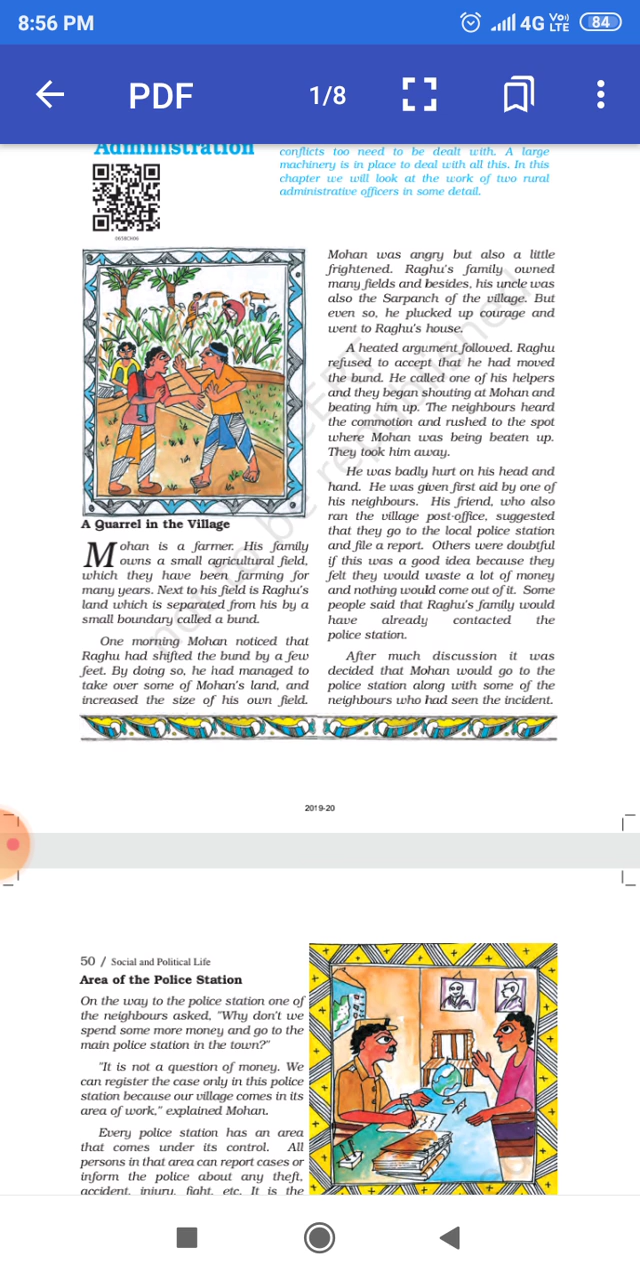 8:56 PM
4G Vo)) LTE 84
PDF
1/8
Administration
conflicts too need to be dealt with. A large
machinery is in place to deal with all this. In this
chapter we will look at the work of two rural
administrative officers in some detail.
A Quarrel in the Village
Mohan is a farmer. His family
owns a small agricultural field,
which they have been farming for
many years. Next to his field is Raghu's
land which is separated from his by a
small boundary called a bund.
One morning Mohan noticed that
Raghu had shifted the bund by a few
feet. By doing so, he had managed to
take over some of Mohan's land, and
increased the size of his own field.
Mohan was angry but also a little
frightened. Raghu's family owned
many fields and besides, his uncle was
also the Sarpanch of the village. But
even so, he plucked up courage and
went to Raghu's house.
A heated argument followed. Raghu
refused to accept that he had moved
the bund. He called one of his helpers
and they began shouting at Mohan and
beating him up. The neighbours heard
the commotion and rushed to the spot
where Mohan was being beaten up.
They took him away.
He was badly hurt on his head and
hand. He was given first aid by one of
his neighbours. His friend, who also
ran the village post-office, suggested
that they go to the local police station
and file a report. Others were doubtful
if this was a good idea because they
felt they would waste a lot of money
and nothing would come out of it. Some
people said that Raghu's family would
have already contacted the
police station.
After much discussion it was
decided that Mohan would go to the
police station along with some of the
neighbours who had seen the incident.
2019-20
50 / Social and Political Life
Area of the Police Station
On the way to the police station one of
the neighbours asked, "Why don't we
spend some more money and go to the
main police station in the town?"
"It is not a question of money. We
can register the case only in this police
station because our village comes in its
area of work," explained Mohan.
Every police station has an area
that comes under its control. All
persons in that area can report cases or
inform the police about any theft,
accident, injury, fight, etc. It is the